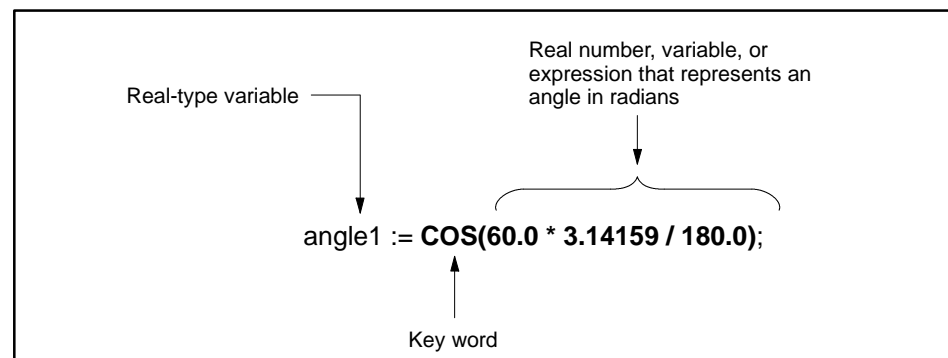 Real number, variable, or
expression that represents an
angle in radians
Real-type variable
angle1 := COS(60.0 * 3.14159 / 180.0);
Key word